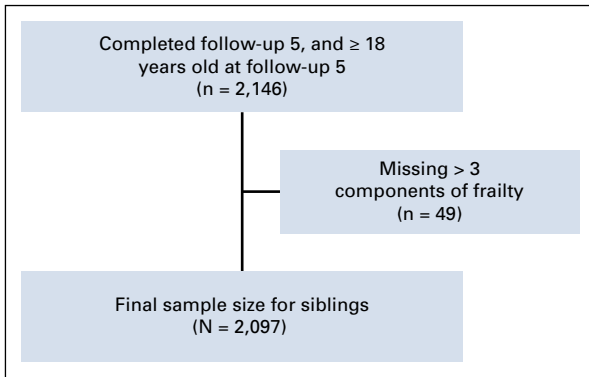 Completed follow-up 5, and ≥ 18
years old at follow-up 5
(n = 2,146)
Missing > 3
components of frailty
(n = 49)
Final sample size for siblings
(N = 2,097)